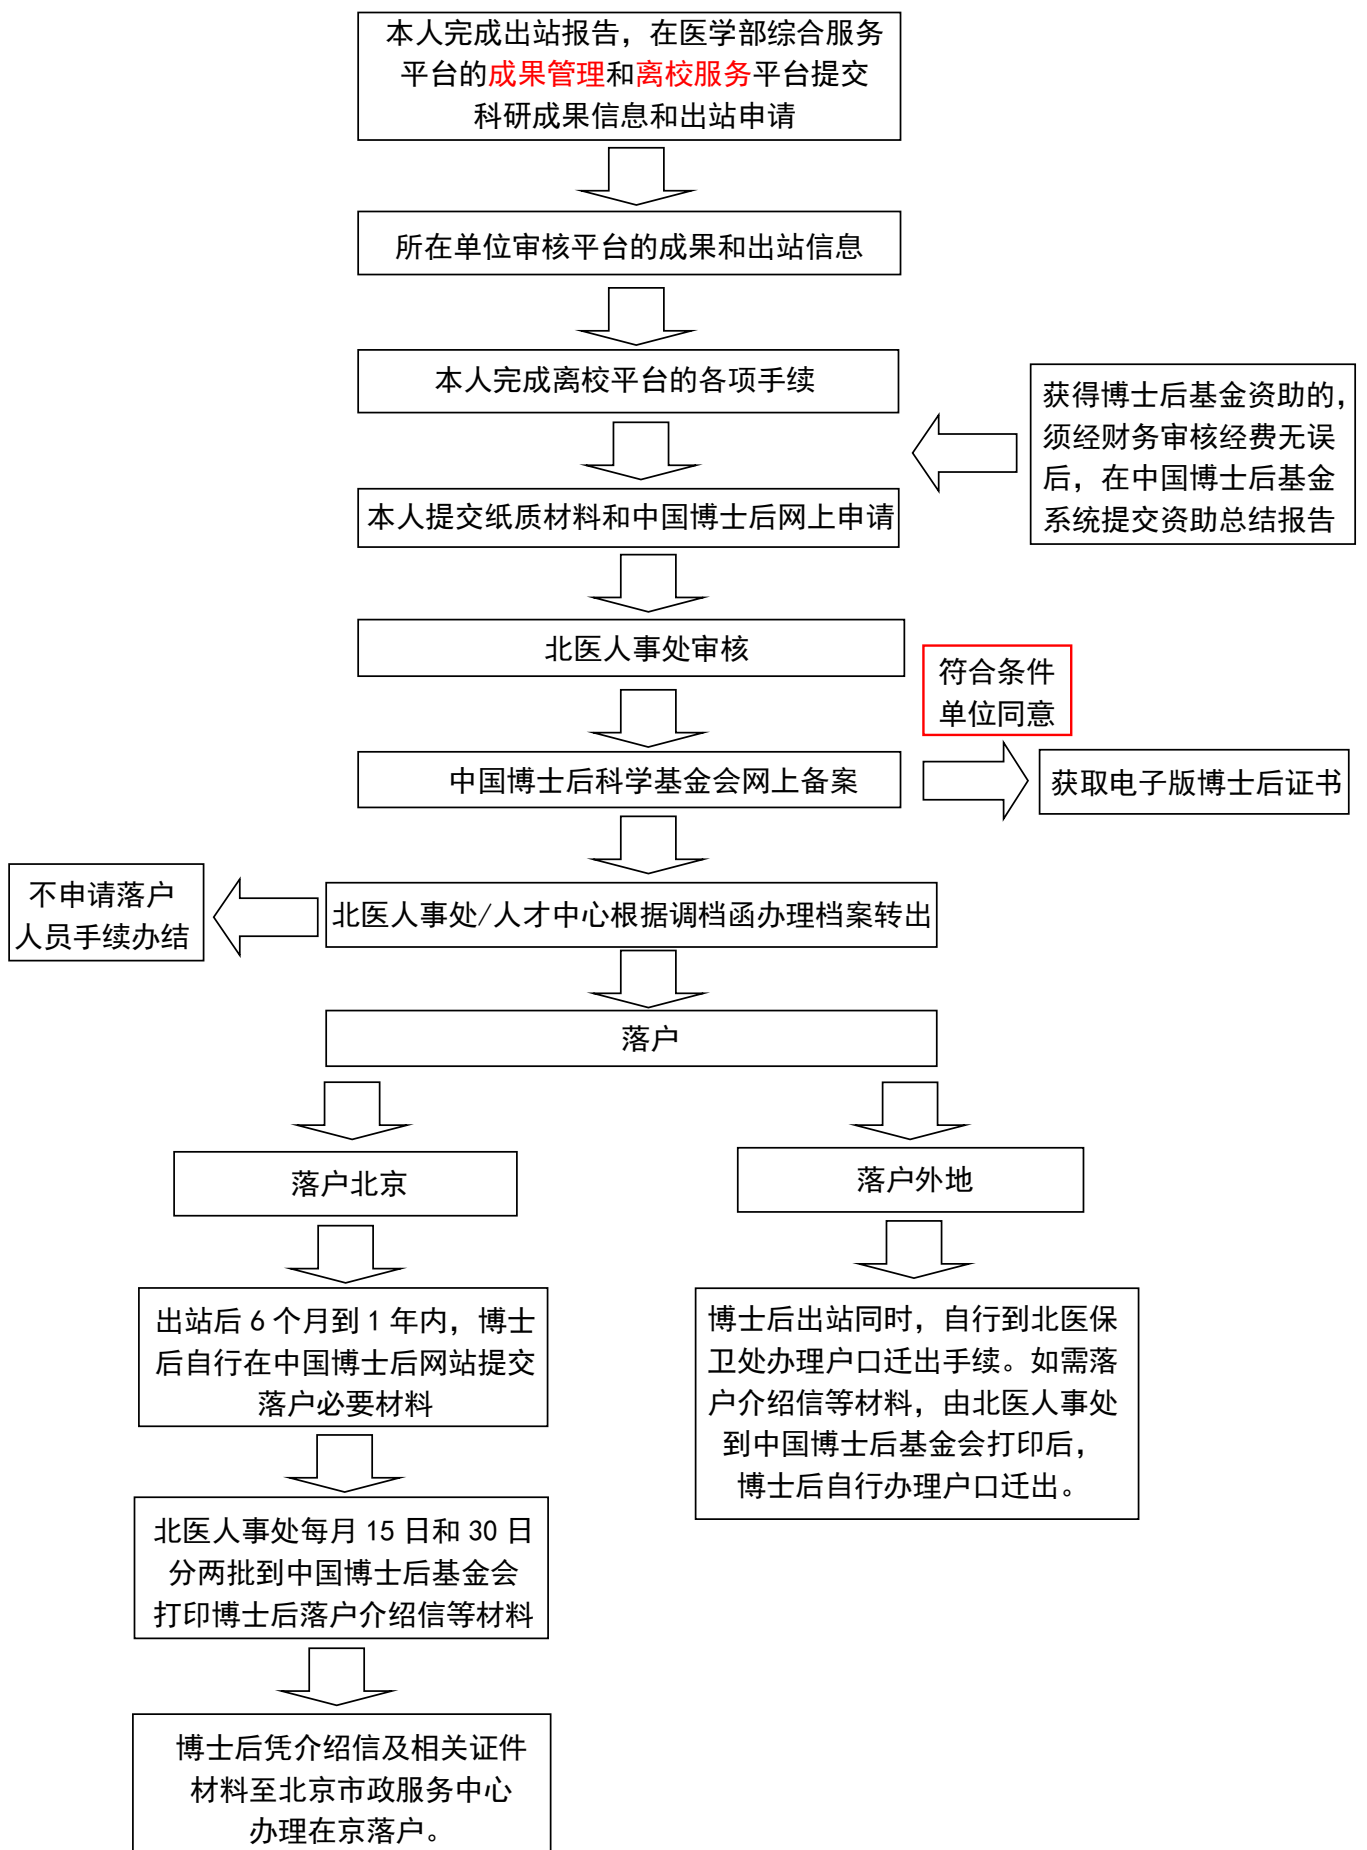 本人完成出站报告，在医学部综合服务
平台的成果管理和离校服务平台提交
科研成果信息和出站申请
所在单位审核平台的成果和出站信息
本人完成离校平台的各项手续
获得博士后基金资助的，
须经财务审核经费无误
后，在中国博士后基金
系统提交资助总结报告
本人提交纸质材料和中国博士后网上申请
北医人事处审核
符合条件
单位同意
中国博士后科学基金会网上备案
获取电子版博士后证书
不申请落户
人员手续办结
北医人事处/人才中心根据调档函办理档案转出
落户
落户北京
落户外地
出站后 6 个月到 1 年内，博士
后自行在中国博士后网站提交
落户必要材料
博士后出站同时，自行到北医保
卫处办理户口迁出手续。如需落
户介绍信等材料，由北医人事处
到中国博士后基金会打印后，
博士后自行办理户口迁出。
北医人事处每月 15 日和 30 日
分两批到中国博士后基金会
打印博士后落户介绍信等材料
博士后凭介绍信及相关证件
材料至北京市政服务中心
办理在京落户。